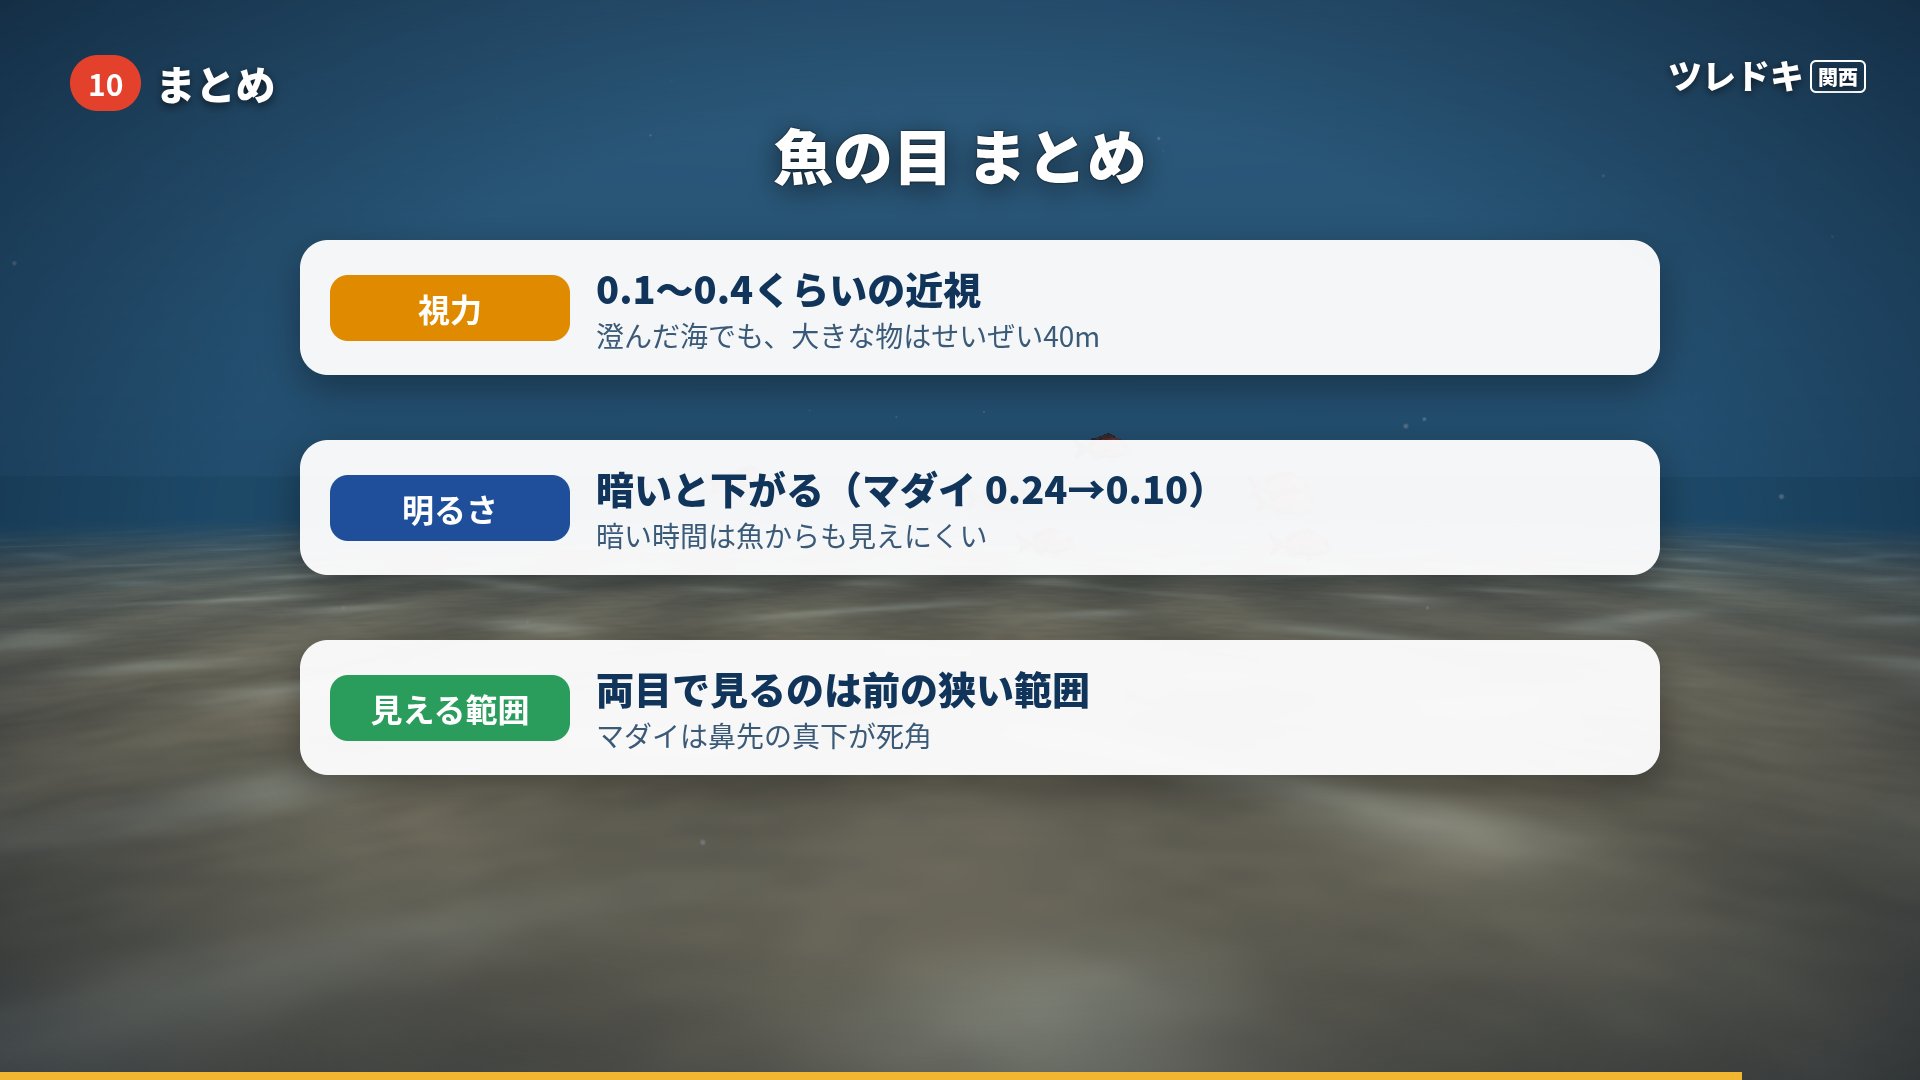 10 まとめ
ツレドキ 関西
魚の目 まとめ
視力
0.1〜0.4くらいの近視
澄んだ海でも、大きな物はせいぜい40m
明るさ
暗いと下がる（マダイ 0.24→0.10）
暗い時間は魚からも見えにくい
見える範囲
両目で見るのは前の狭い範囲
マダイは鼻先の真下が死角